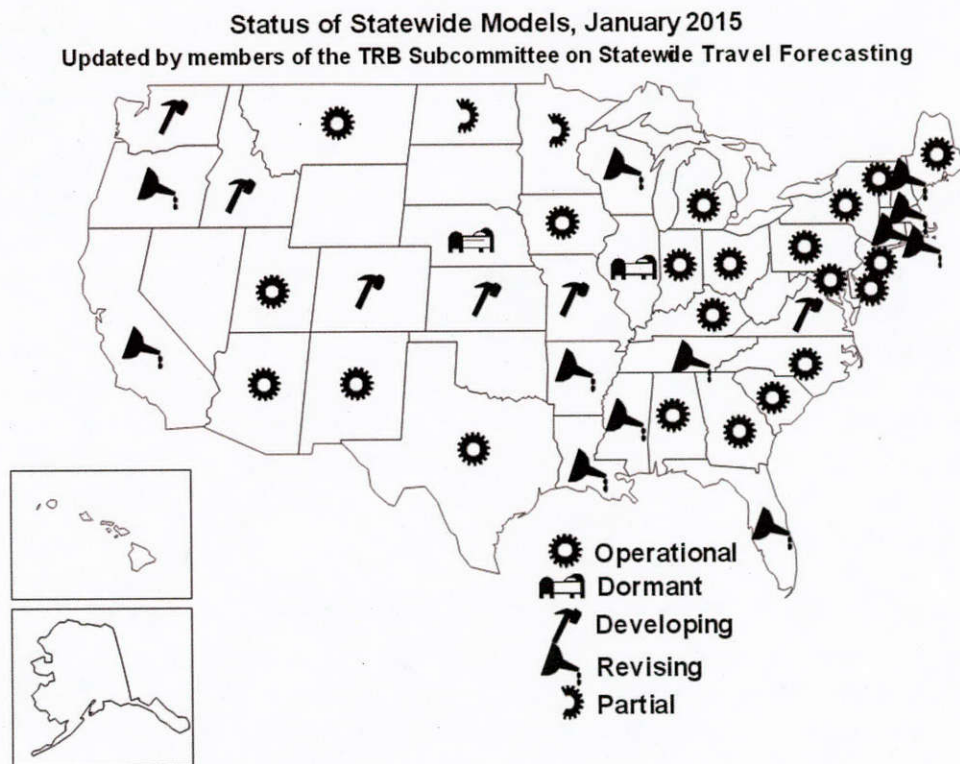 Status of Statewide Models, January 2015
Updated by members of the TRB Subcommittee on Statewide Travel Forecasting
Operational
Dormant
Developing
Revising
Partial